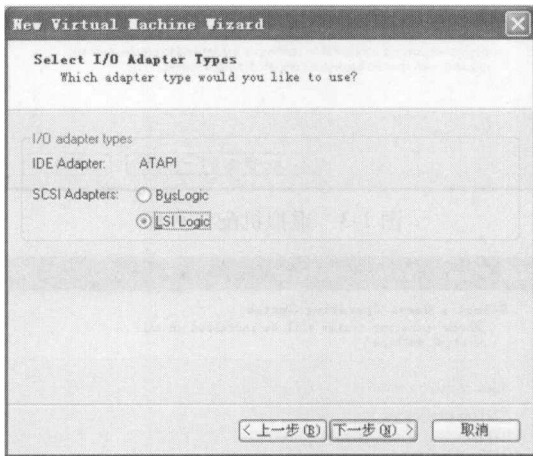 New Virtual Machine Wizard
Select I/O Adapter Types
Which adapter type would you like to use?
I/O adapter types
IDE Adapter: ATAPI
SCSI Adapters: BusLogic
LSI Logic
< 上一步(B) 下一步(N) > 取消